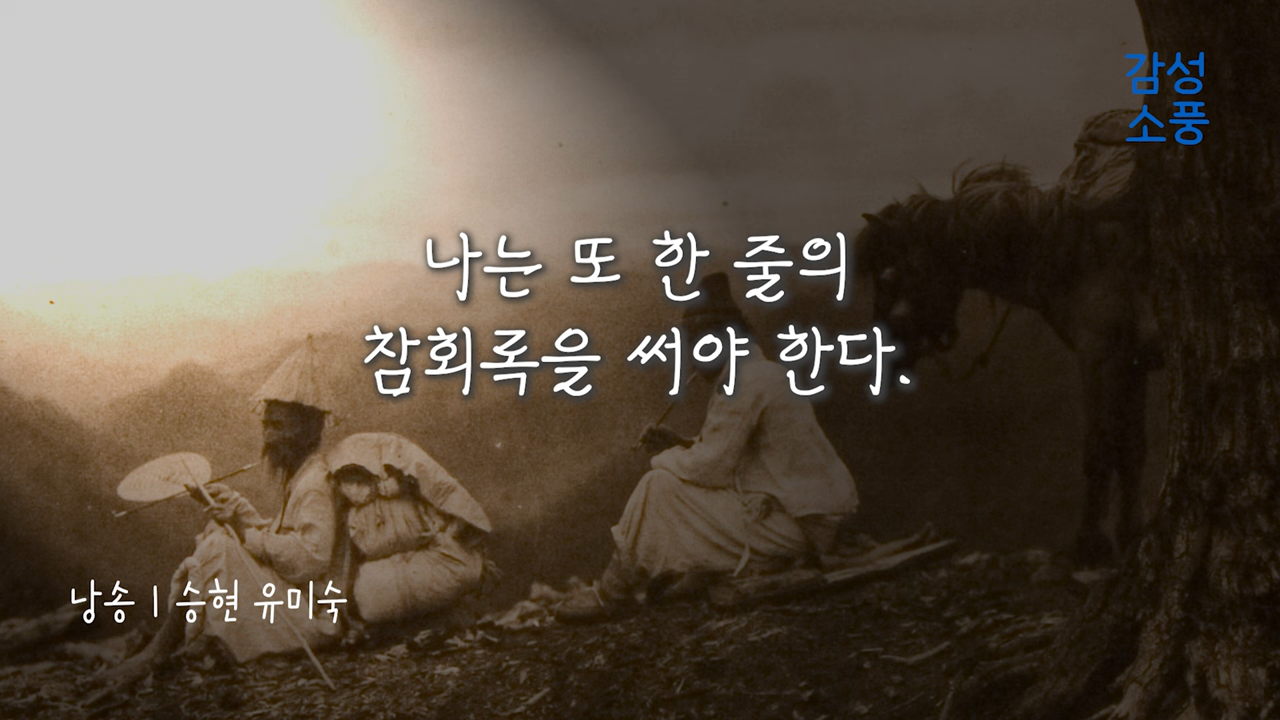 감성
소풍
나는 또 한 줄의
참회록을 써야 한다.
낭송 | 승현 유미숙